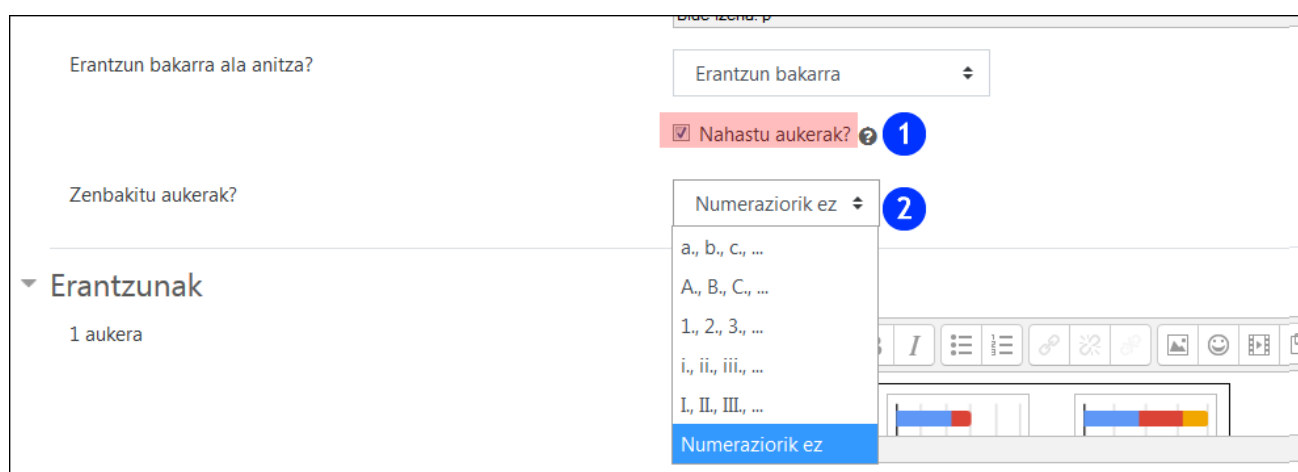 Erantzun bakarra ala anitza?
Erantzun bakarra
Nahastu aukerak?
1
Zenbakitu aukerak?
Numeraziorik ez
2
a., b., c., ...
A., B., C., ...
1., 2., 3., ...
i., ii., iii., ...
I., II., III., ...
Numeraziorik ez
Erantzunak
1 aukera
I